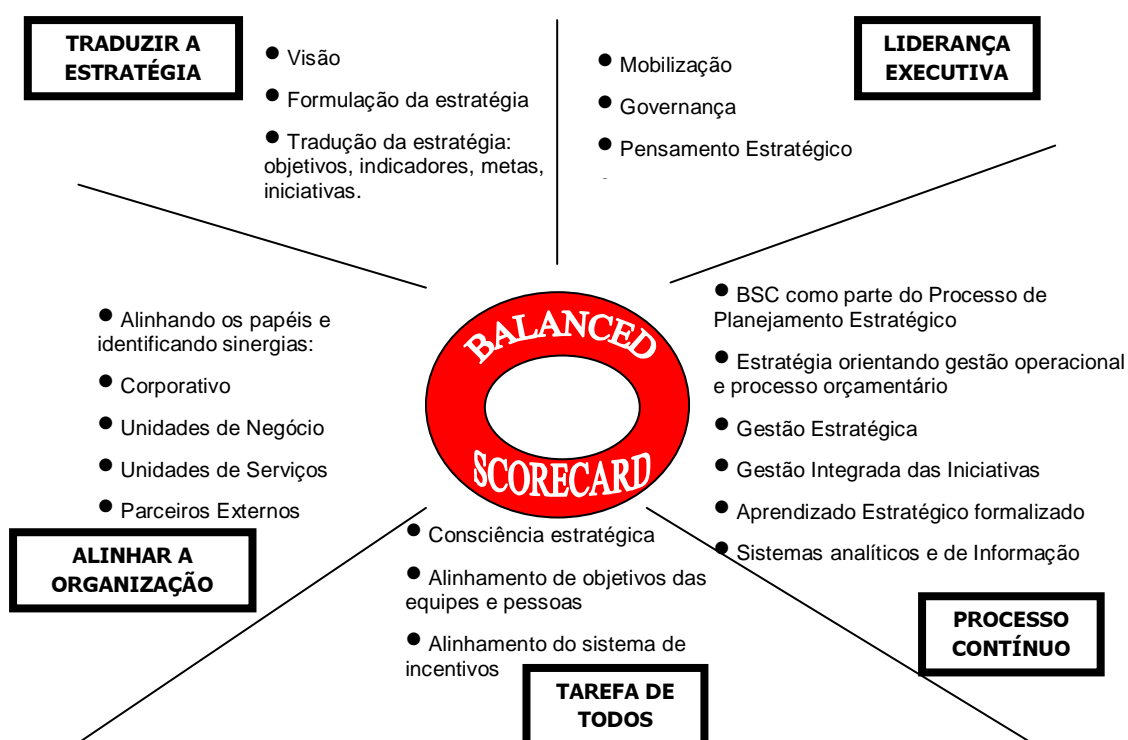 TRADUZIR A
ESTRATÉGIA
● Visão
● Formulação da estratégia
● Tradução da estratégia:
objetivos, indicadores, metas,
iniciativas.
● Mobilização
● Governança
● Pensamento Estratégico
LIDERANÇA
EXECUTIVA
● Alinhando os papéis e
identificando sinergias:
● Corporativo
● Unidades de Negócio
● Unidades de Serviços
● Parceiros Externos
ALINHAR A
ORGANIZAÇÃO
BALANCED
SCORECARD
● BSC como parte do Processo de
Planejamento Estratégico
● Estratégia orientando gestão operacional
e processo orçamentário
● Gestão Estratégica
● Gestão Integrada das Iniciativas
● Aprendizado Estratégico formalizado
● Sistemas analíticos e de Informação
PROCESSO
CONTÍNUO
● Consciência estratégica
● Alinhamento de objetivos das
equipes e pessoas
● Alinhamento do sistema de
incentivos
TAREFA DE
TODOS